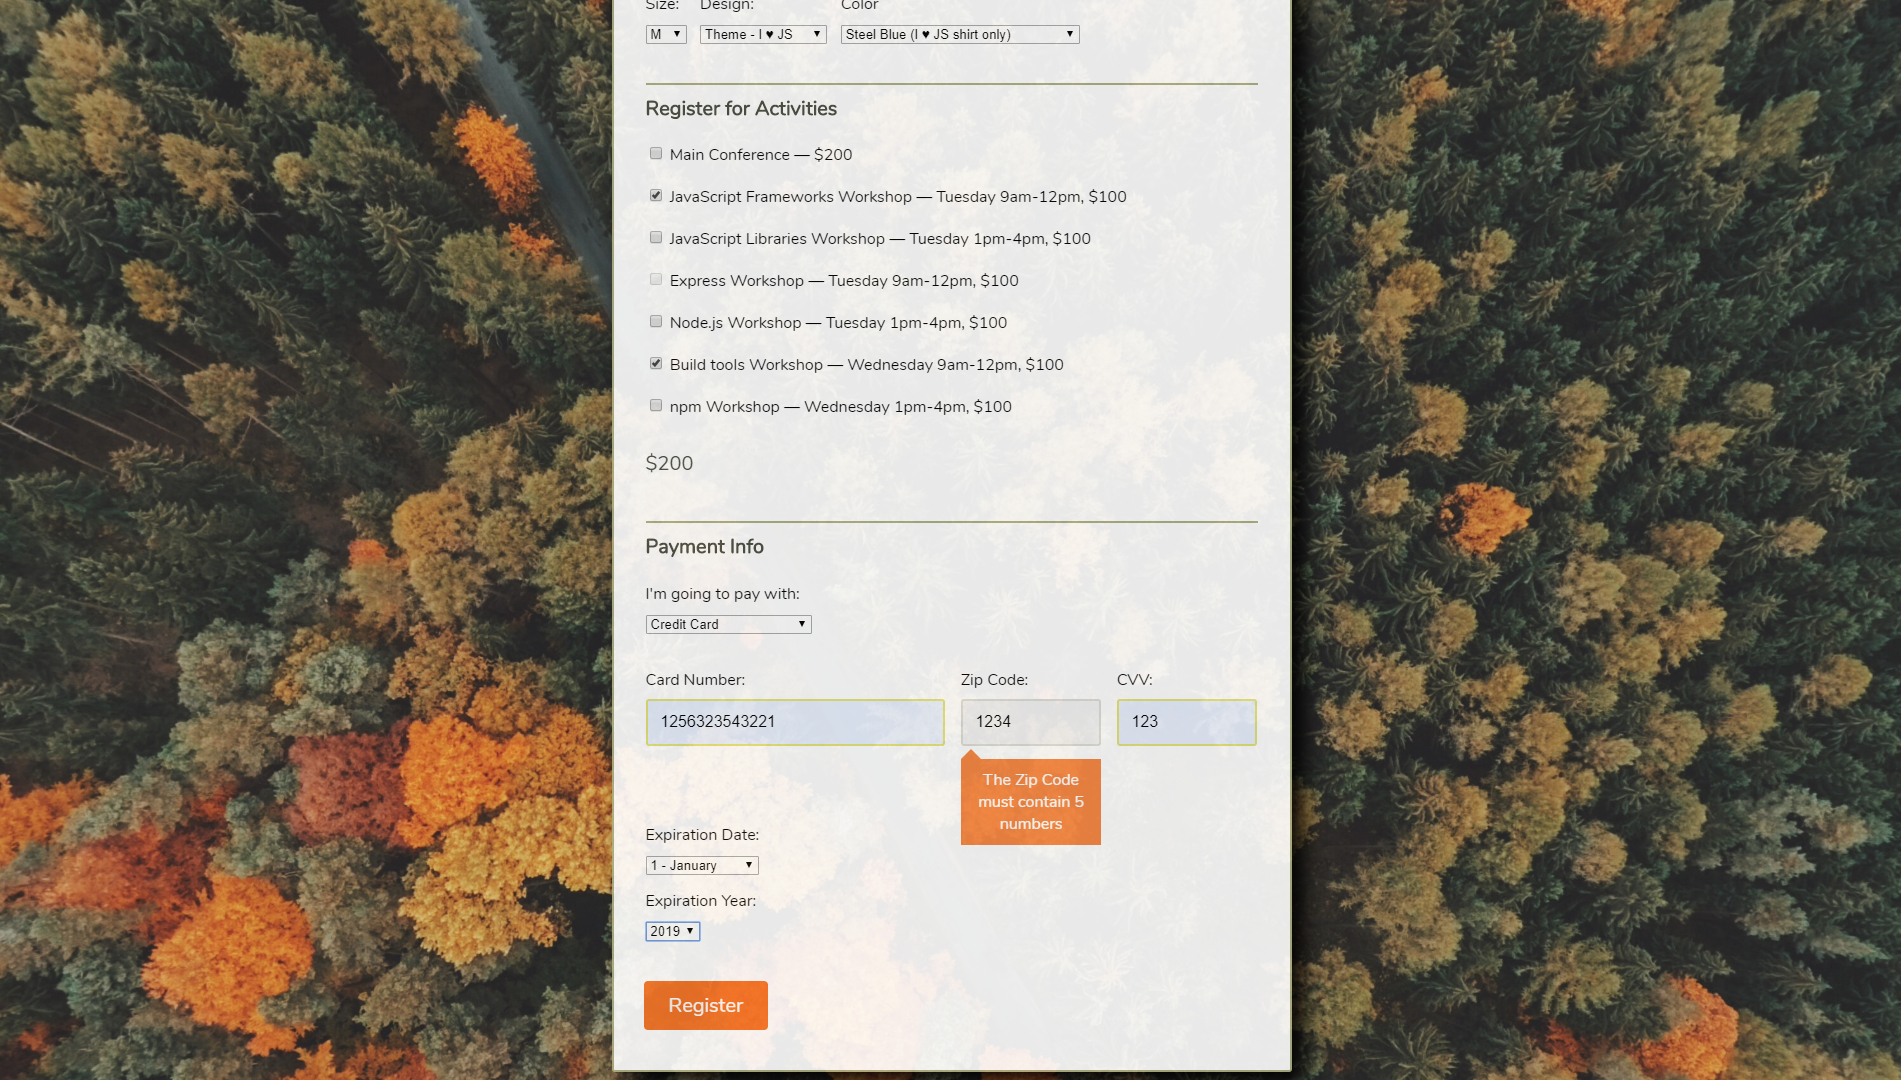 Size: Design: Color
M Theme - I ♥ JS Steel Blue (I ♥ JS shirt only)
Register for Activities
Main Conference — $200
JavaScript Frameworks Workshop — Tuesday 9am-12pm, $100
JavaScript Libraries Workshop — Tuesday 1pm-4pm, $100
Express Workshop — Tuesday 9am-12pm, $100
Node.js Workshop — Tuesday 1pm-4pm, $100
Build tools Workshop — Wednesday 9am-12pm, $100
npm Workshop — Wednesday 1pm-4pm, $100
$200
Payment Info
I'm going to pay with:
Credit Card
Card Number: Zip Code: CVV:
1256323543221 1234 123
The Zip Code
must contain 5
numbers
Expiration Date:
1 - January
Expiration Year:
2019
Register